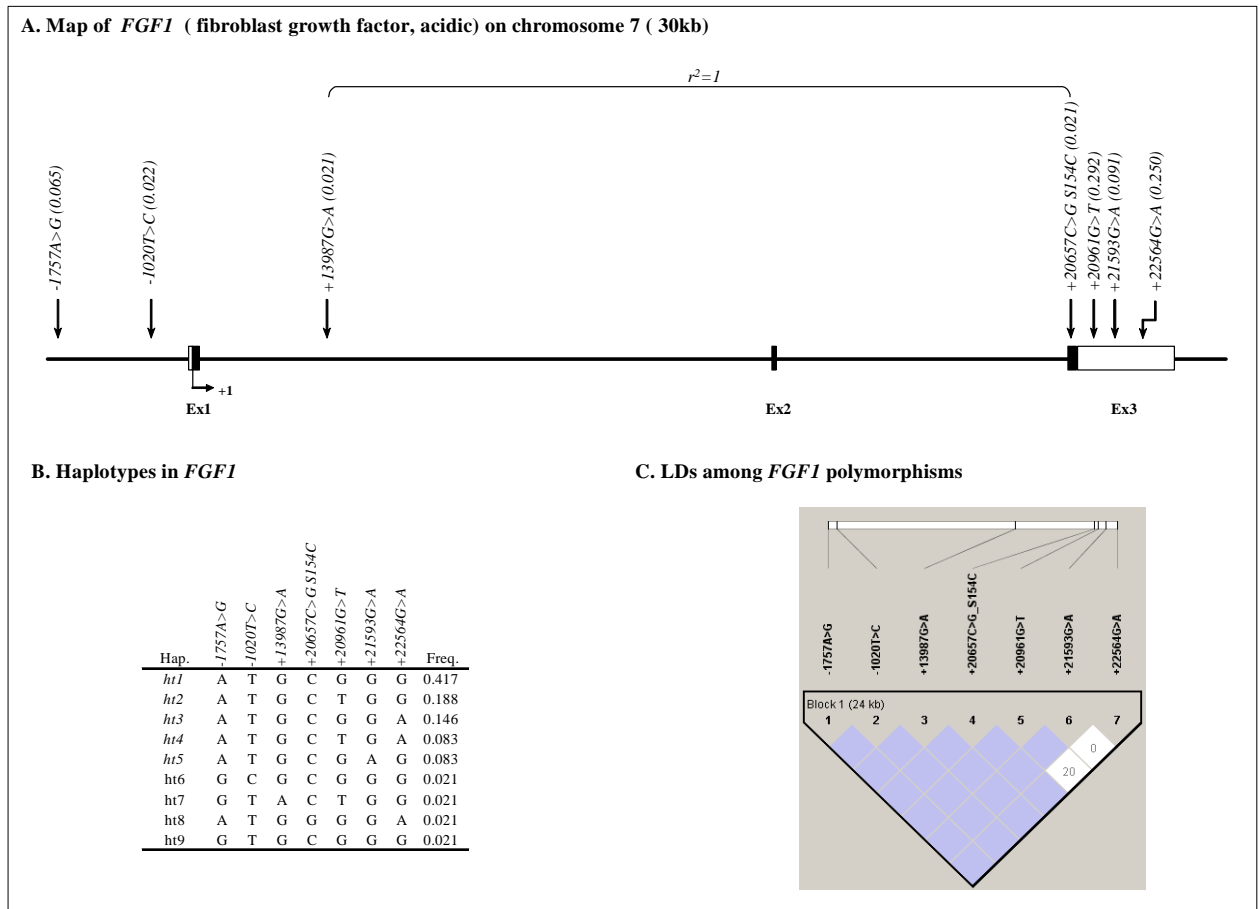 A. Map of FGF1 ( fibroblast growth factor, acidic) on chromosome 7 ( 30kb)
r²=1
-1757A>G (0.065)
-1020T>C (0.022)
+13987G>A (0.021)
+20657C>G S154C (0.021)
+20961G>T (0.292)
+21593G>A (0.091)
+22564G>A (0.250)
+1
Ex1
Ex2
Ex3
B. Haplotypes in FGF1
Hap. -1757A>G -1020T>C +13987G>A +20657C>G S154C +20961G>T +21593G>A +22564G>A Freq.
ht1 A T G C G G G 0.417
ht2 A T G C T G G 0.188
ht3 A T G C G G A 0.146
ht4 A T G C T G A 0.083
ht5 A T G C G A G 0.083
ht6 G C G C G G G 0.021
ht7 G T A C T G G 0.021
ht8 A T G G G G A 0.021
ht9 G T G C G G G 0.021
C. LDs among FGF1 polymorphisms
-1757A>G
-1020T>C
+13987G>A
+20657C>G_S154C
+20961G>T
+21593G>A
+22564G>A
Block 1 (24 kb)
1 2 3 4 5 6 7
0
20